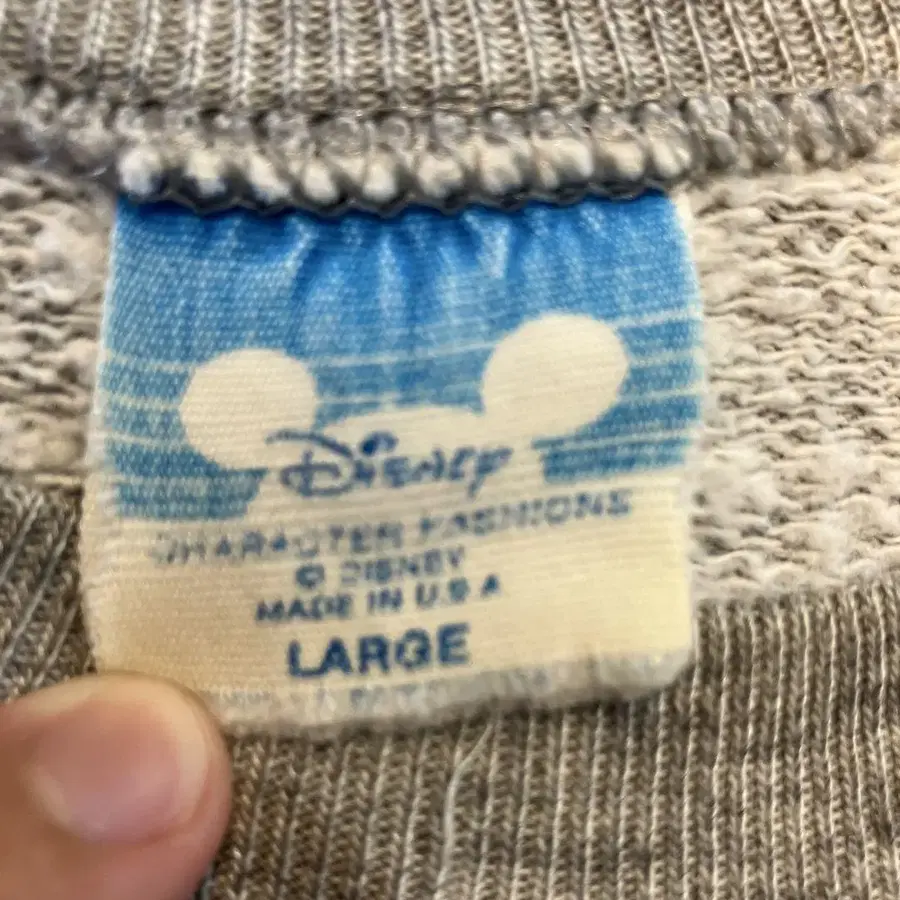 Disney
CHARACTER FASHIONS
© DISNEY
MADE IN U.S.A
LARGE